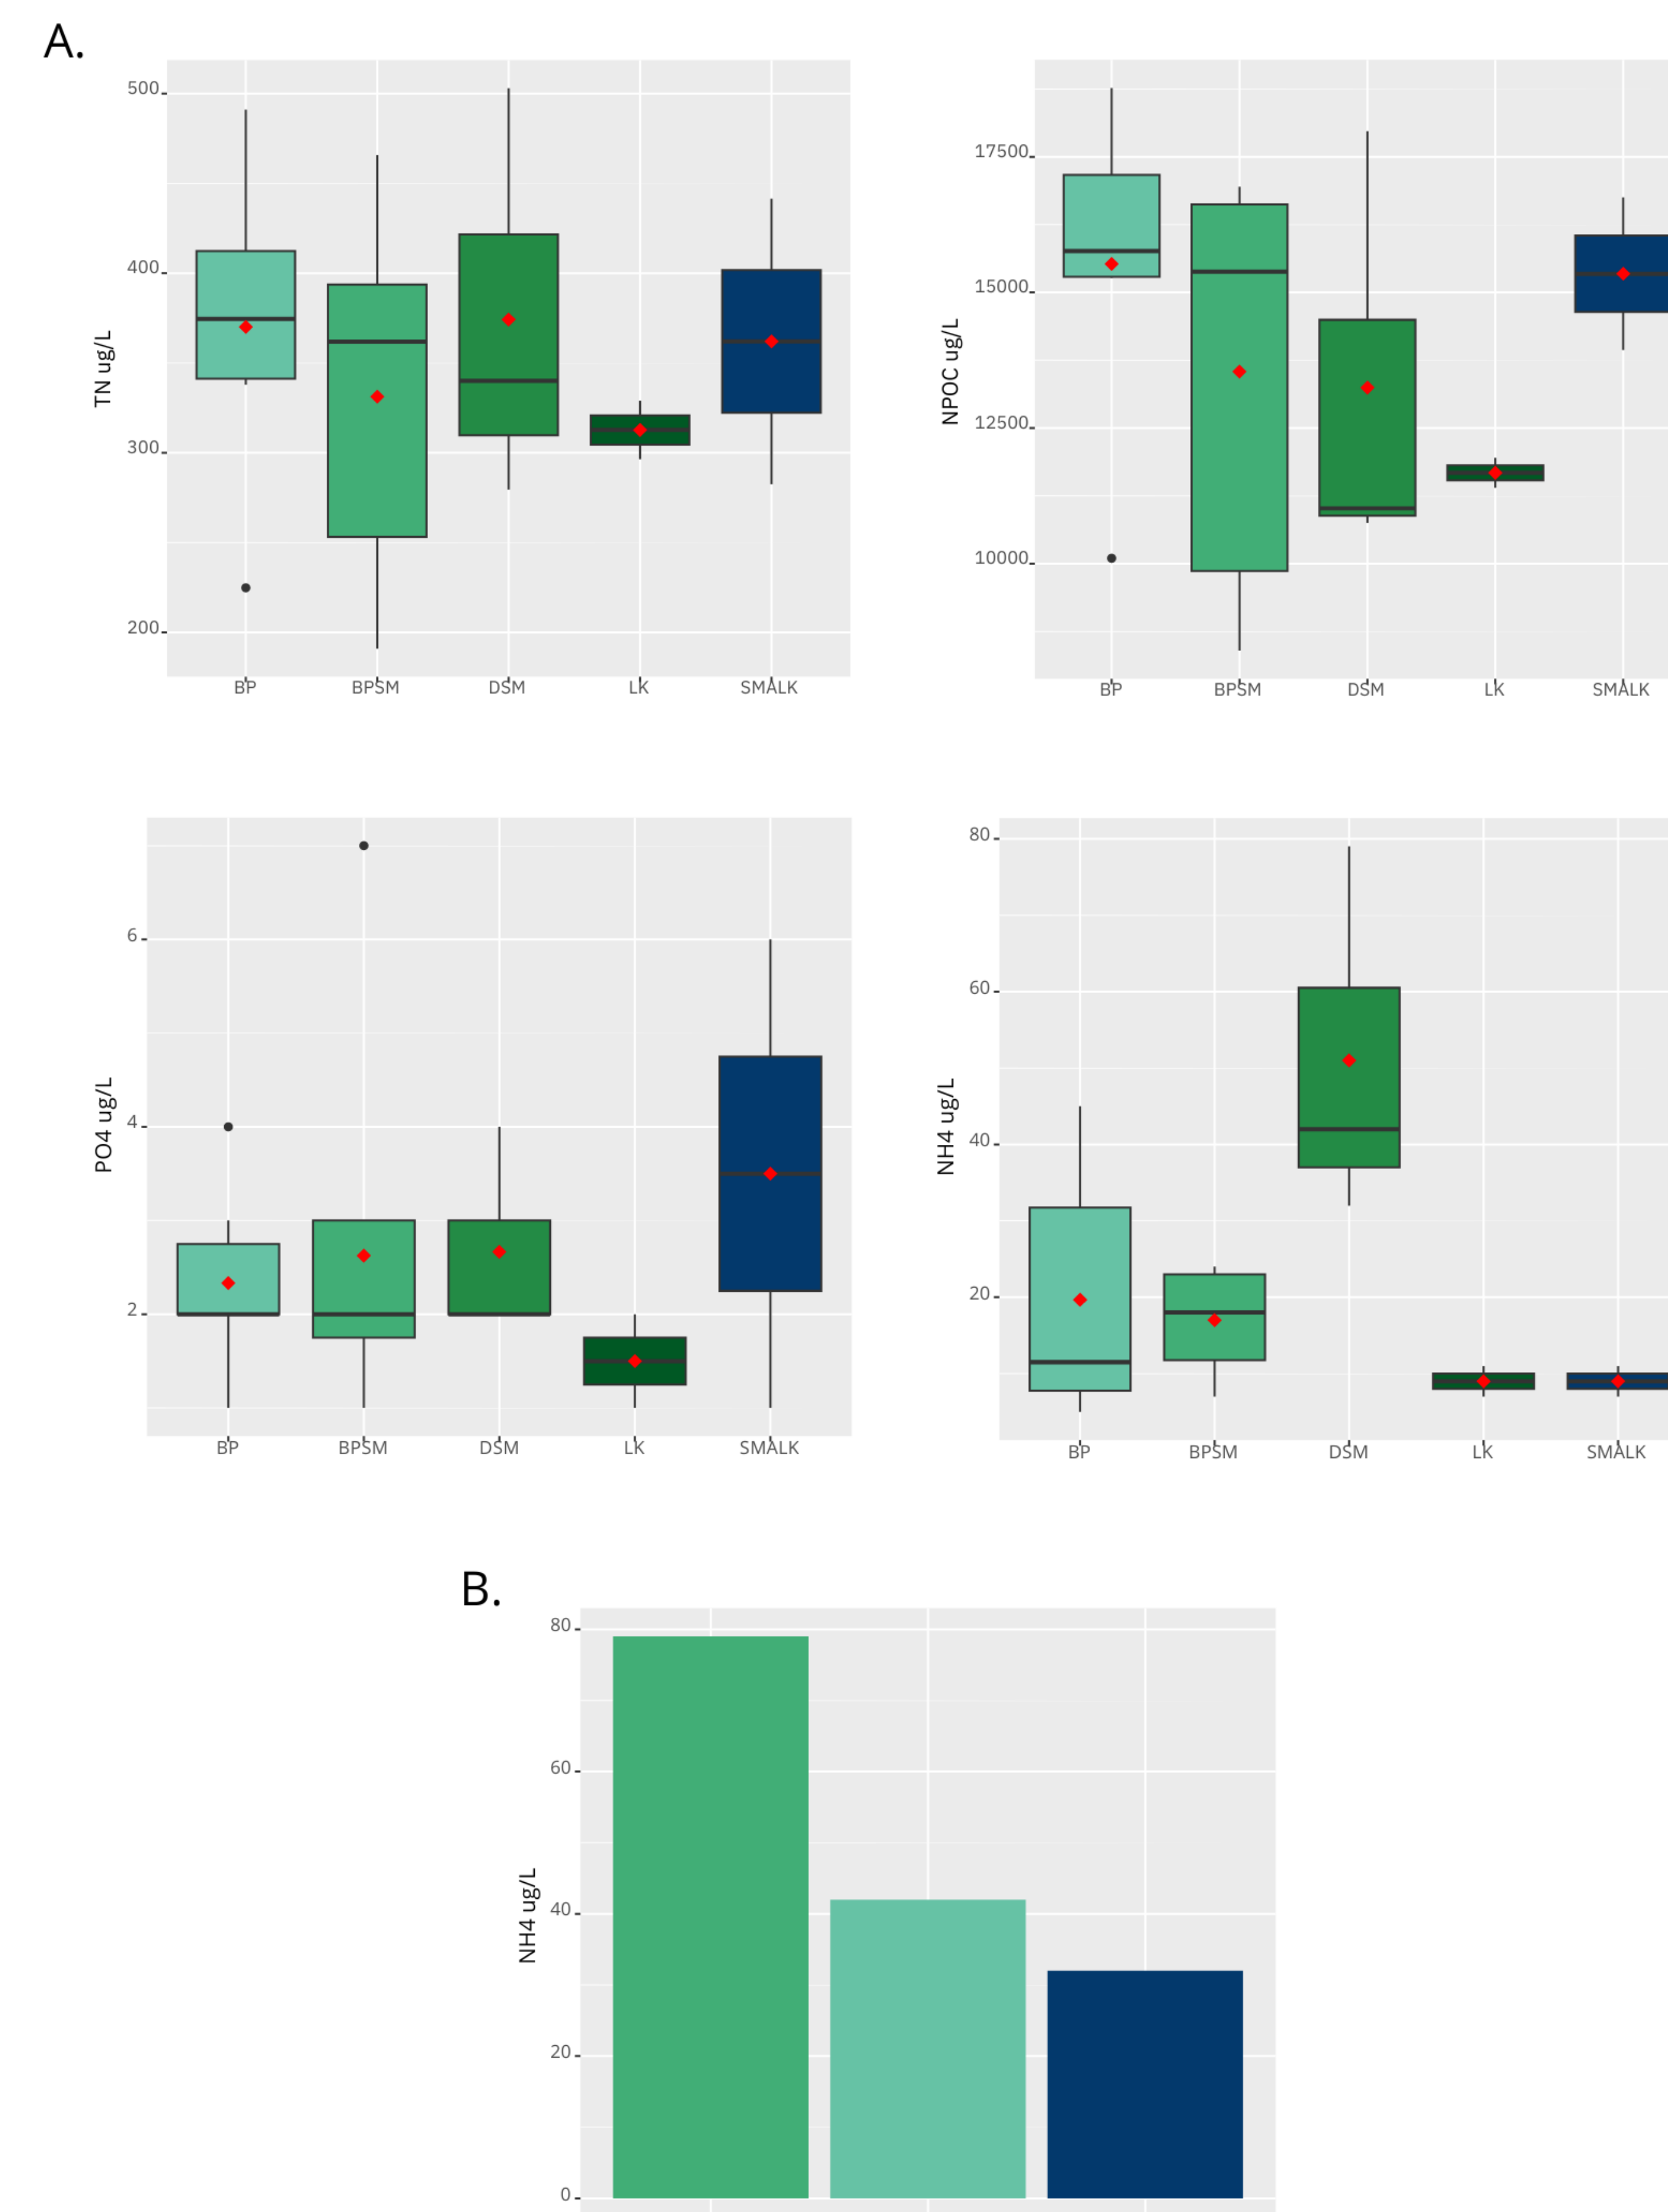 A.
500
400
300
200
TN ug/L
BP BPSM DSM LK SMALK
17500
15000
12500
10000
NPOC ug/L
BP BPSM DSM LK SMALK
6
4
2
PO4 ug/L
BP BPSM DSM LK SMALK
80
60
40
20
NH4 ug/L
BP BPSM DSM LK SMALK
B.
80
60
40
20
0
NH4 ug/L